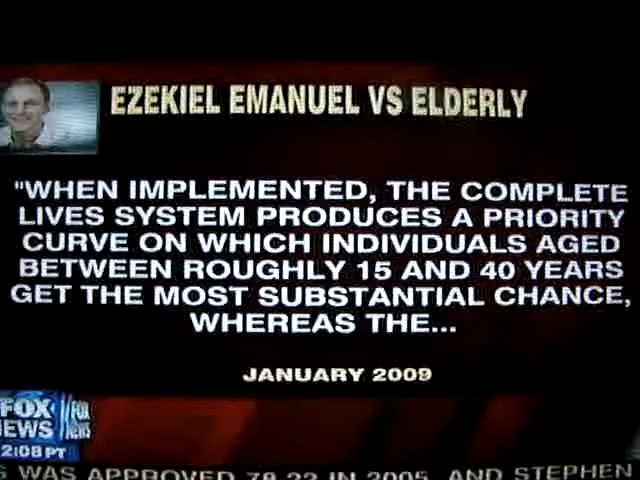 EZEKIEL EMANUEL VS ELDERLY
"WHEN IMPLEMENTED, THE COMPLETE
LIVES SYSTEM PRODUCES A PRIORITY
CURVE ON WHICH INDIVIDUALS AGED
BETWEEN ROUGHLY 15 AND 40 YEARS
GET THE MOST SUBSTANTIAL CHANCE,
WHEREAS THE...
JANUARY 2009
FOX
NEWS
FOX
NEWS
2:08 PT
WAS APPROVED 78-22 IN 2005. AND STEPHEN